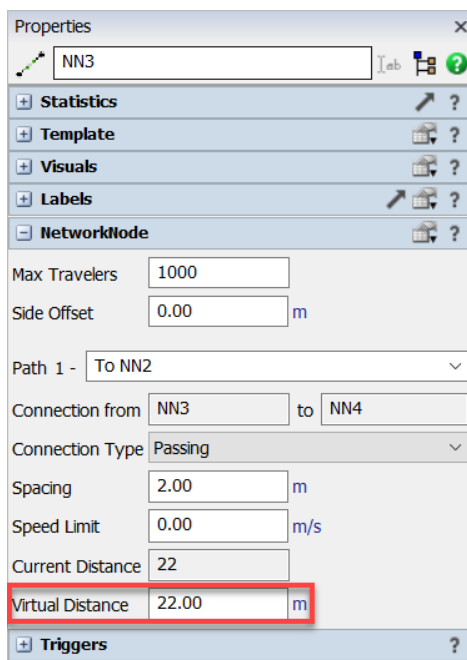 Properties
NN3
Statistics
?
Template
?
Visuals
?
Labels
?
NetworkNode
?
Max Travelers 1000
Side Offset 0.00 m
Path 1 - To NN2
Connection from NN3 to NN4
Connection Type Passing
Spacing 2.00 m
Speed Limit 0.00 m/s
Current Distance 22
Virtual Distance 22.00 m
Triggers
?